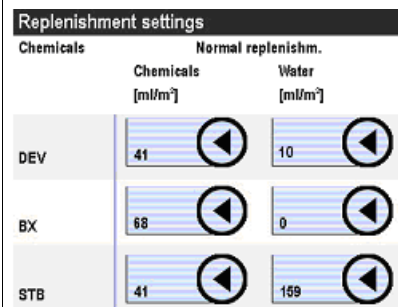 Replenishment settings
Chemicals Normal replenishm.
Chemicals Water
[ml/m²] [ml/m²]
DEV 41 10
BX 68 0
STB 41 159